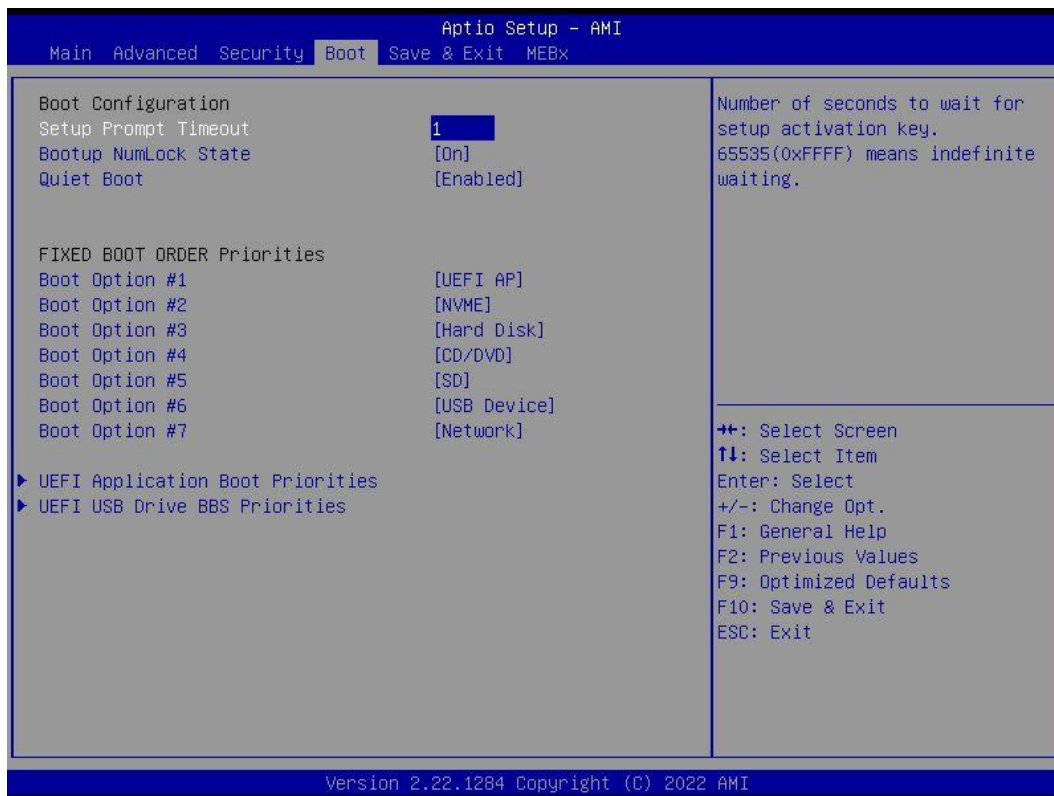 Aptio Setup – AMI
Main Advanced Security Boot Save & Exit MEBx
Boot Configuration
Setup Prompt Timeout 1
Bootup NumLock State [On]
Quiet Boot [Enabled]
FIXED BOOT ORDER Priorities
Boot Option #1 [UEFI AP]
Boot Option #2 [NVME]
Boot Option #3 [Hard Disk]
Boot Option #4 [CD/DVD]
Boot Option #5 [SD]
Boot Option #6 [USB Device]
Boot Option #7 [Network]
▶ UEFI Application Boot Priorities
▶ UEFI USB Drive BBS Priorities
Number of seconds to wait for
setup activation key.
65535(0xFFFF) means indefinite
waiting.
→←: Select Screen
↑↓: Select Item
Enter: Select
+/-: Change Opt.
F1: General Help
F2: Previous Values
F9: Optimized Defaults
F10: Save & Exit
ESC: Exit
Version 2.22.1284 Copyright (C) 2022 AMI